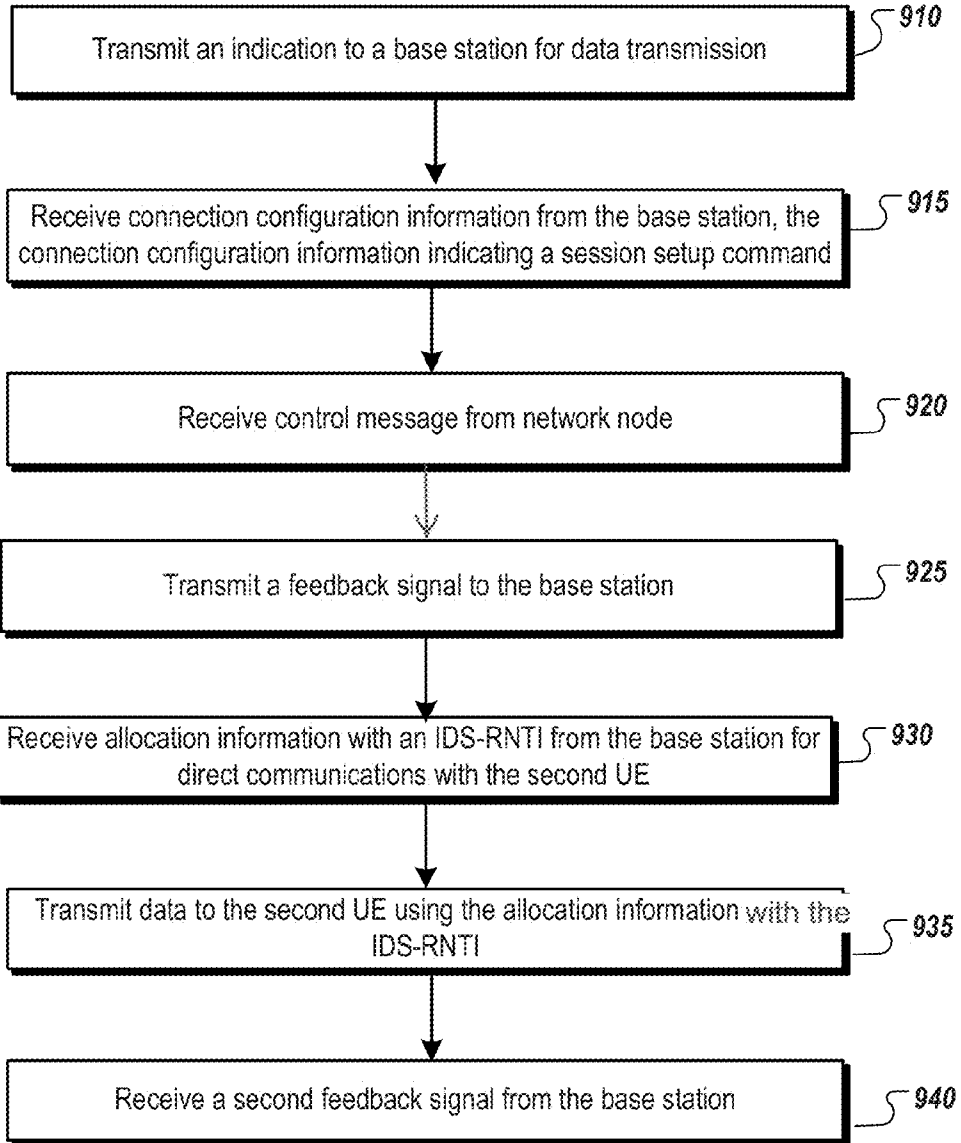 910
Transmit an indication to a base station for data transmission
915
Receive connection configuration information from the base station, the
connection configuration information indicating a session setup command
920
Receive control message from network node
925
Transmit a feedback signal to the base station
930
Receive allocation information with an IDS-RNTI from the base station for
direct communications with the second UE
935
Transmit data to the second UE using the allocation information with the
IDS-RNTI
940
Receive a second feedback signal from the base station